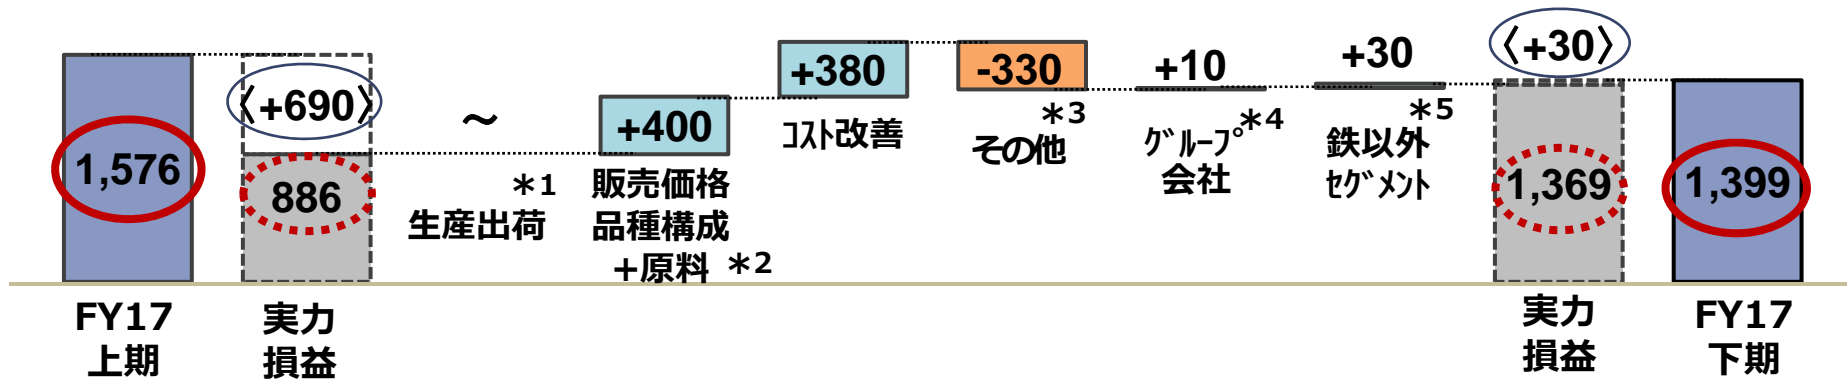 1,576
FY17
上期
〈+690〉
886
実力
損益
～
*1
生産出荷
+400
販売価格
品種構成
+原料 *2
+380
ｺｽﾄ改善
-330
*3
その他
+10
*4
ｸﾞﾙｰﾌﾟ
会社
+30
*5
鉄以外
ｾｸﾞﾒﾝﾄ
〈+30〉
1,369
実力
損益
1,399
FY17
下期